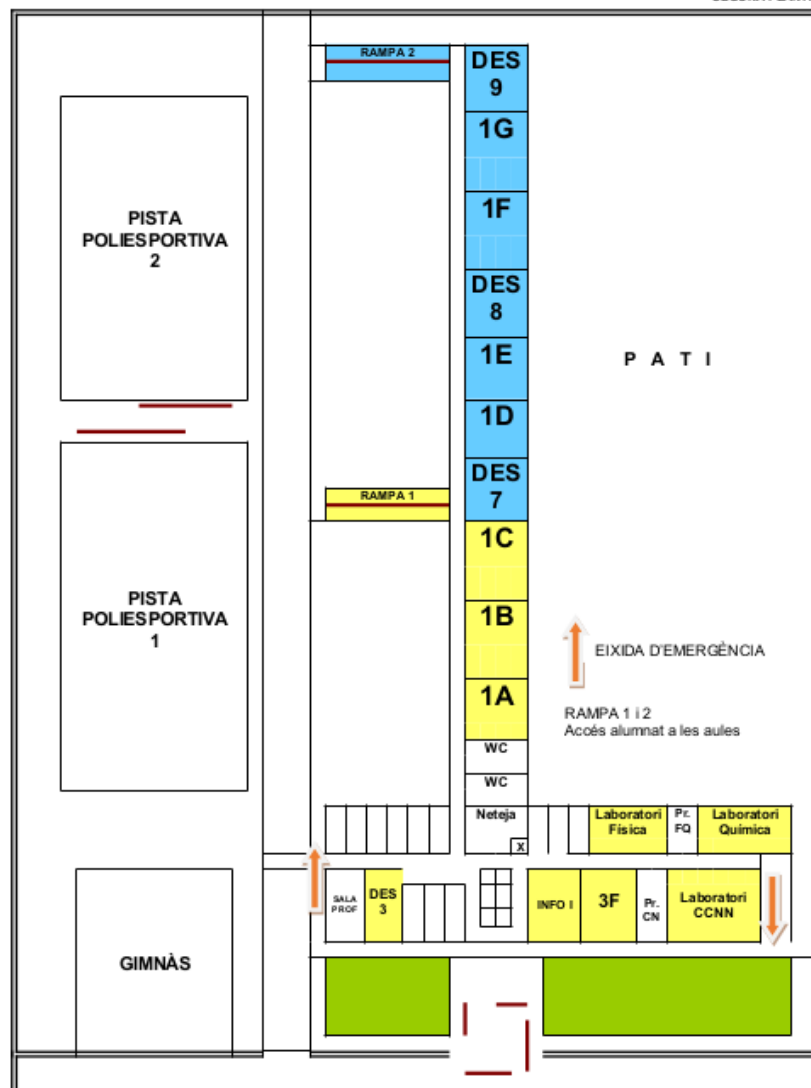 RAMPA 2
DES
9
1G
1F
PISTA
POLIESPORTIVA
2
DES
8
1E
P A T I
1D
DES
7
RAMPA 1
1C
PISTA
POLIESPORTIVA
1
1B
EIXIDA D'EMERGÈNCIA
1A
RAMPA 1 i 2
Accés alumnat a les aules
WC
WC
Neteja
X
Laboratori
Física
Pr.
FQ
Laboratori
Química
SALA
PROF
DES
3
INFO I
3F
Pr.
CN
Laboratori
CCNN
GIMNÀS